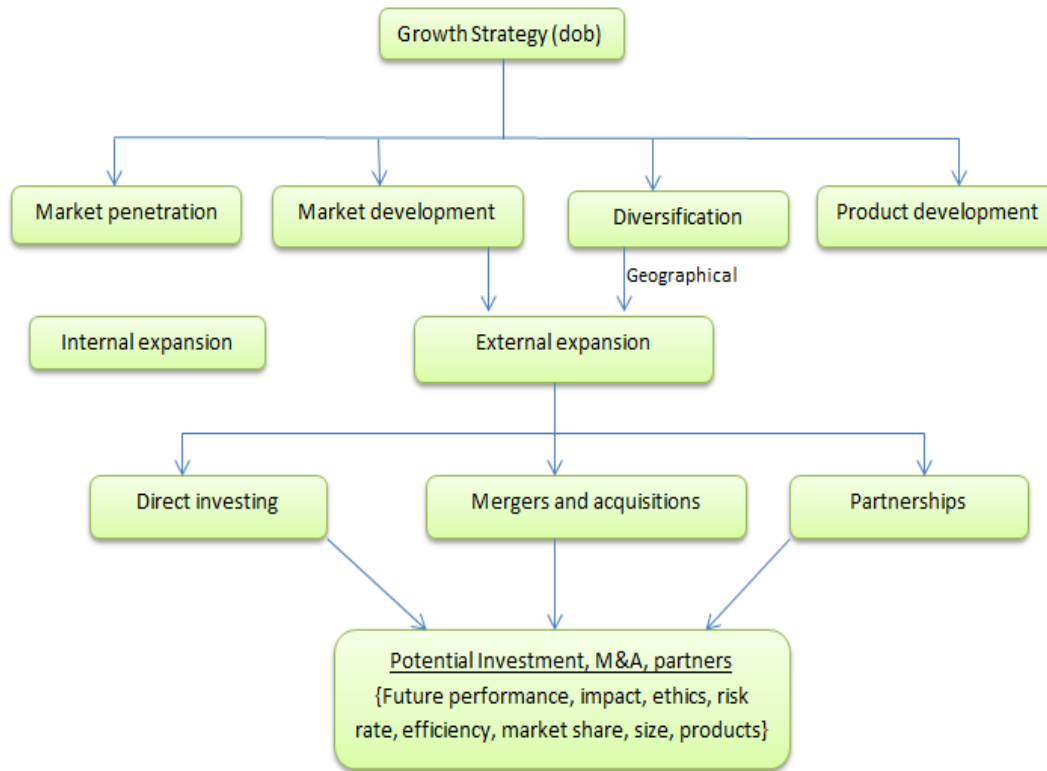 Growth Strategy (dob)
Market penetration
Market development
Diversification
Product development
Geographical
Internal expansion
External expansion
Direct investing
Mergers and acquisitions
Partnerships
Potential Investment, M&A, partners
{Future performance, impact, ethics, risk
rate, efficiency, market share, size, products}